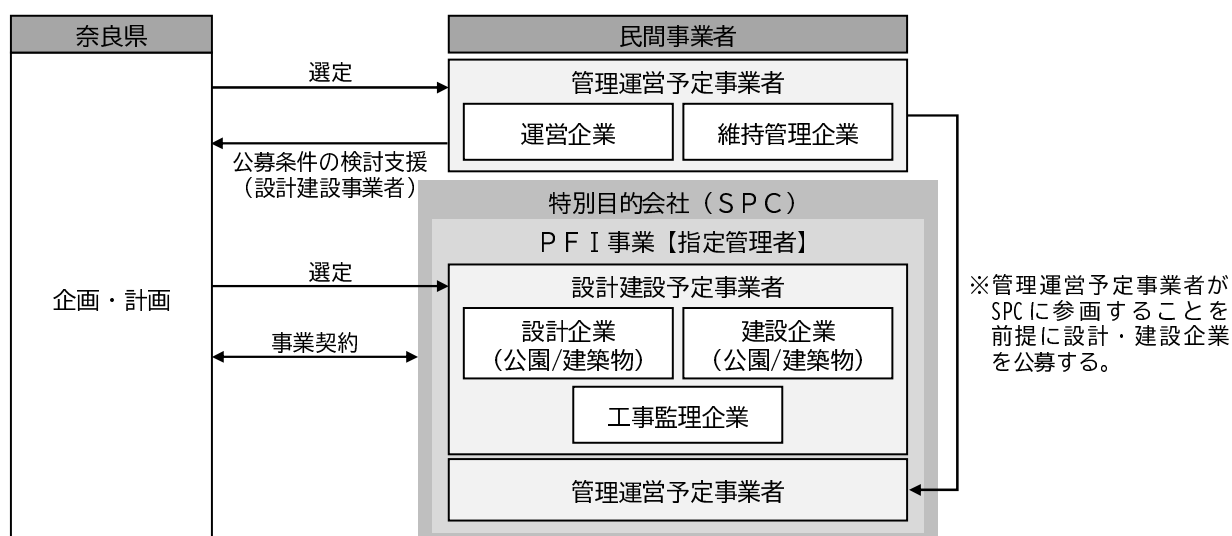 奈良県
民間事業者
選定
管理運営予定事業者
運営企業
維持管理企業
公募条件の検討支援
（設計建設事業者）
特別目的会社（ＳＰＣ）
ＰＦＩ事業【指定管理者】
企画・計画
選定
設計建設予定事業者
設計企業
（公園/建築物）
建設企業
（公園/建築物）
事業契約
工事監理企業
管理運営予定事業者
※管理運営予定事業者が
SPCに参画することを
前提に設計・建設企業
を公募する。